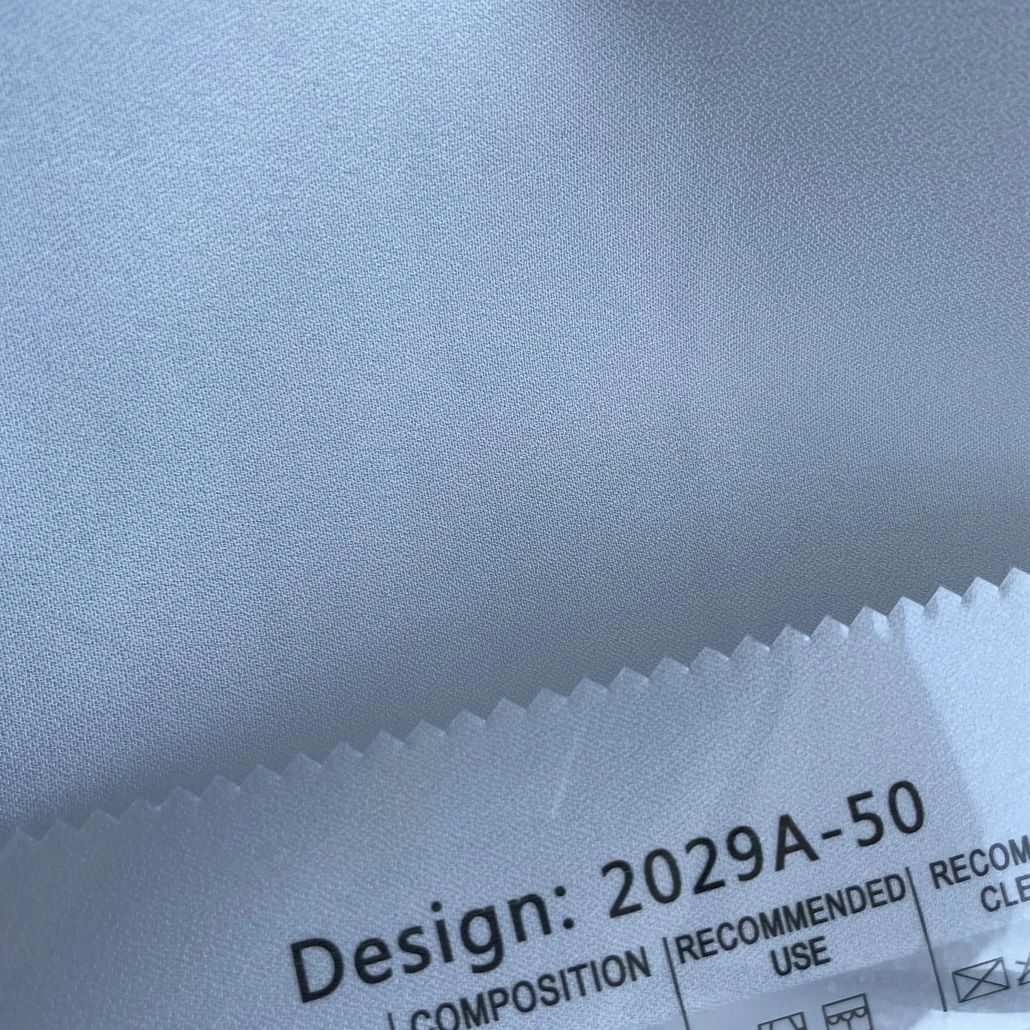 Design: 2029A-50
COMPOSITION
RECOMMENDED
USE